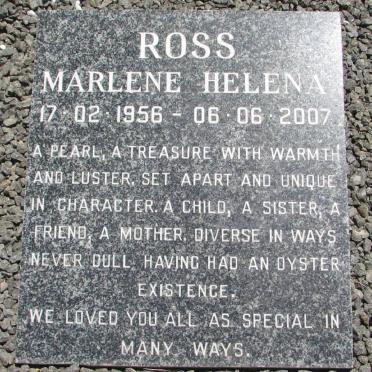 ROSS
MARLENE HELENA
17·02·1956 – 06·06·2007
A PEARL, A TREASURE WITH WARMTH
AND LUSTER. SET APART AND UNIQUE
IN CHARACTER. A CHILD, A SISTER, A
FRIEND, A MOTHER. DIVERSE IN WAYS
NEVER DULL. HAVING HAD AN OYSTER
EXISTENCE.
WE LOVED YOU ALL AS SPECIAL IN
MANY WAYS.